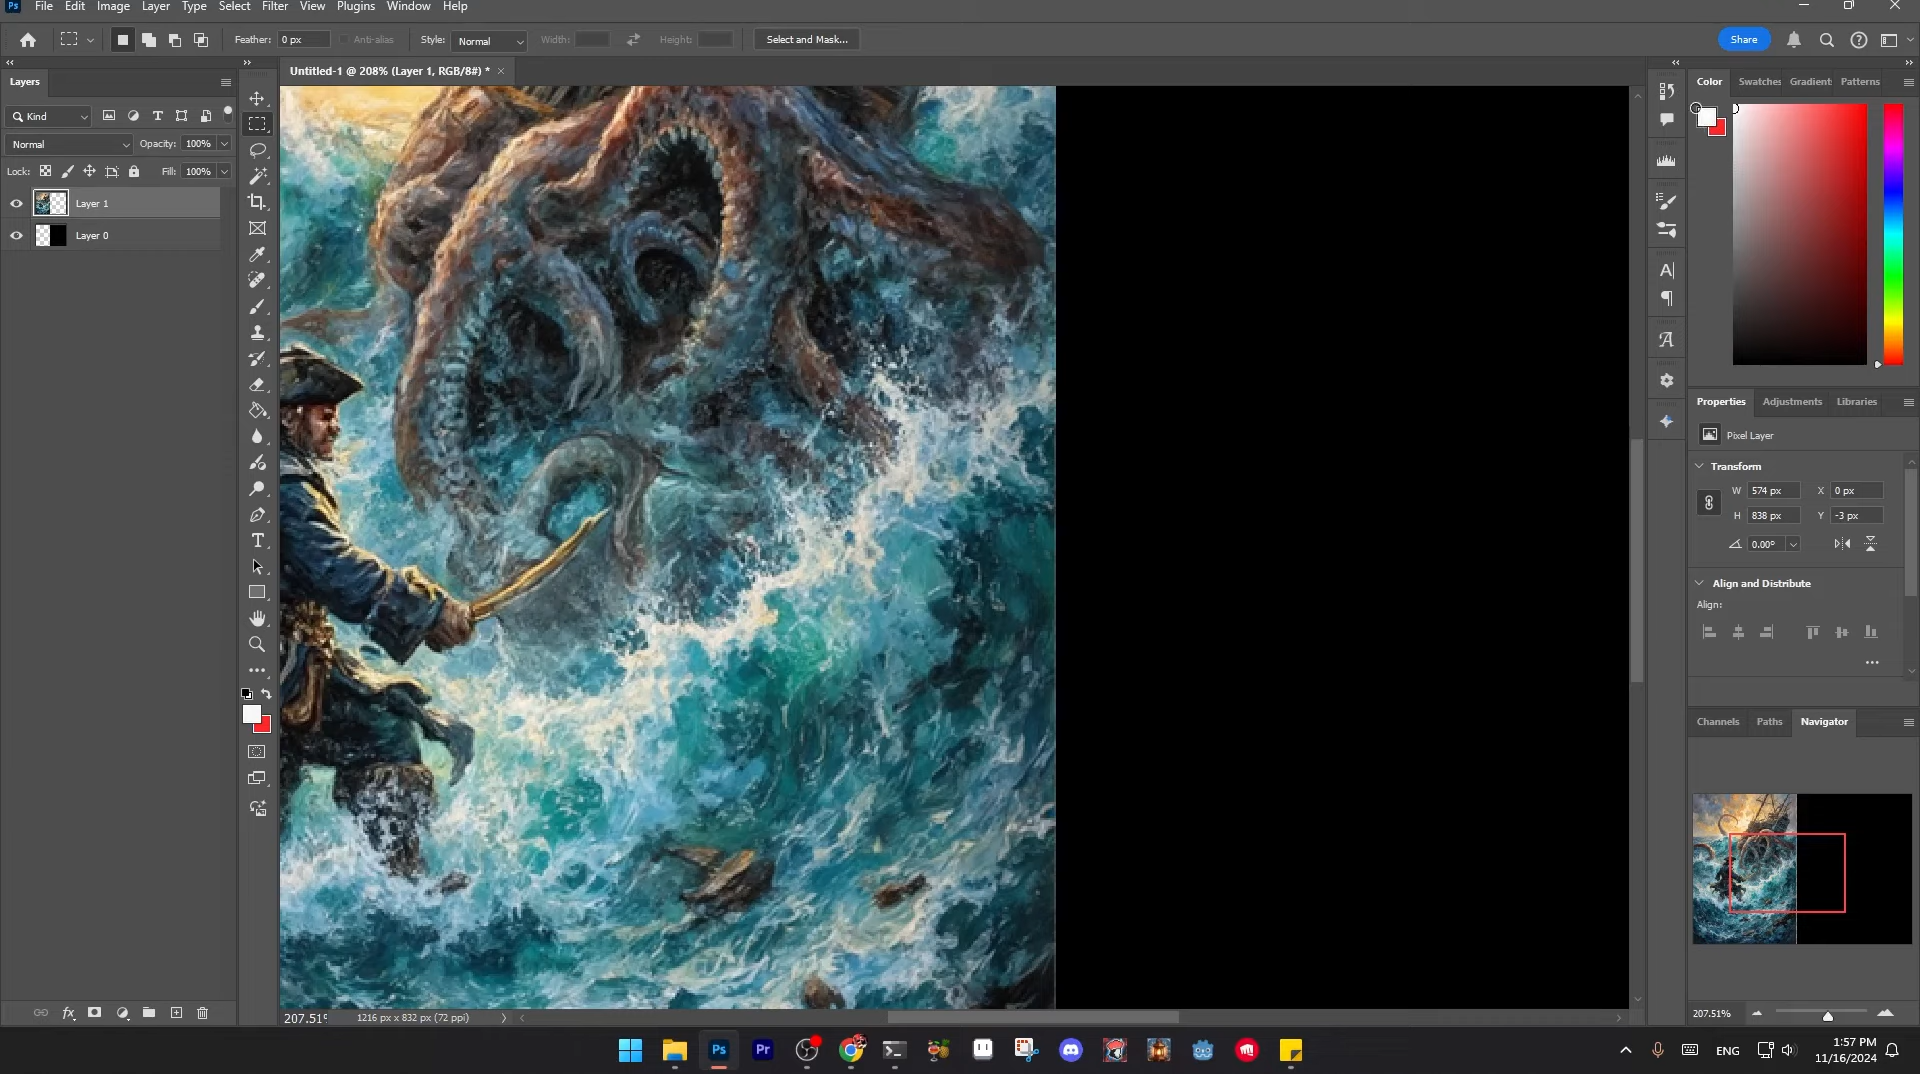 Ps File Edit Image Layer Type Select Filter View Plugins Window Help
Feather: 0 px Anti-alias Style: Normal Width: Height: Select and Mask... Share
Layers
Untitled-1 @ 208% (Layer 1, RGB/8#) *
Color Swatches Gradient Patterns
Kind
Normal Opacity: 100%
Lock: Fill: 100%
Layer 1
Layer 0
Properties Adjustments Libraries
Pixel Layer
Transform
W 574 px X 0 px
H 838 px Y -3 px
0.00°
Align and Distribute
Align:
Channels Paths Navigator
207.51%
207.51% 1216 px x 832 px (72 ppi)
Ps Pr ENG 1:57 PM
11/16/2024